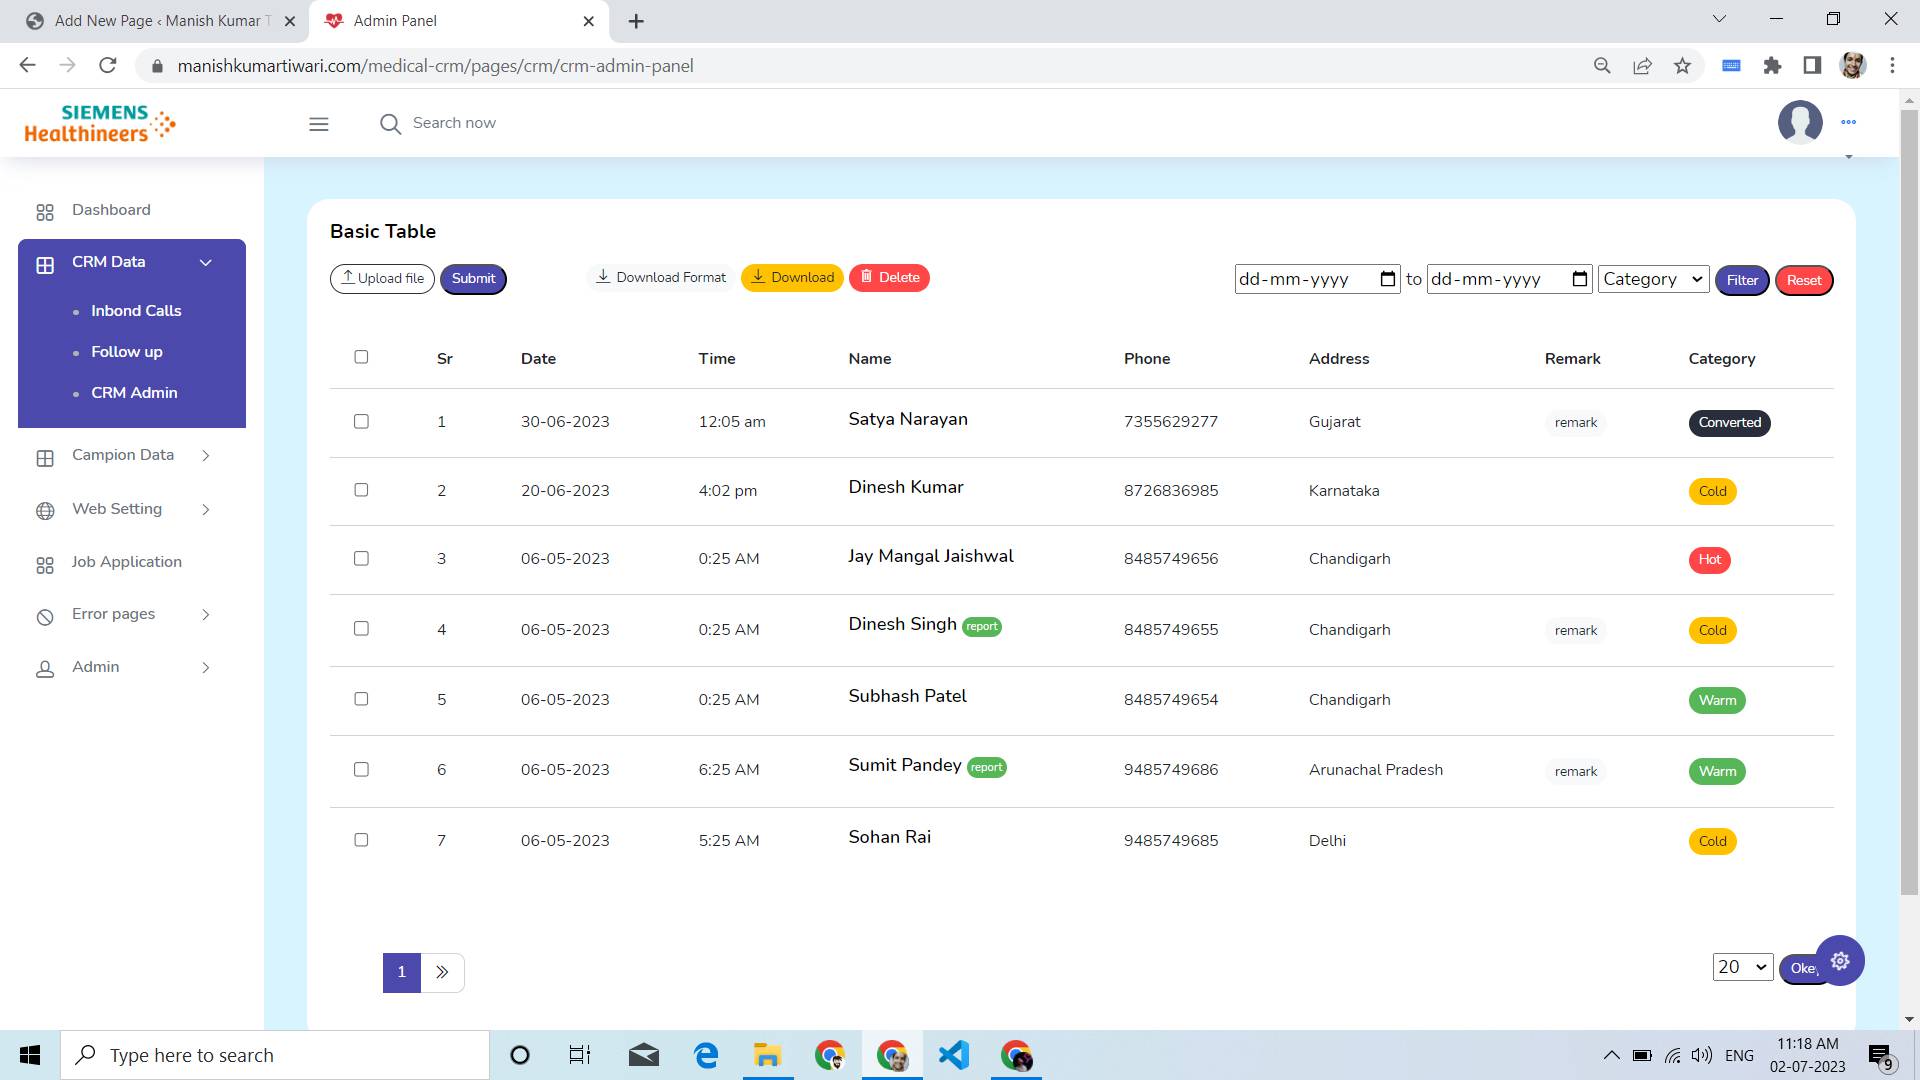 Add New Page ‹ Manish Kumar T
Admin Panel
manishkumartiwari.com/medical-crm/pages/crm/crm-admin-panel
SIEMENS
Healthineers
Search now
Dashboard
CRM Data
Inbond Calls
Follow up
CRM Admin
Campion Data
Web Setting
Job Application
Error pages
Admin
Basic Table
Upload file Submit Download Format Download Delete dd-mm-yyyy to dd-mm-yyyy Category Filter Reset
Sr Date Time Name Phone Address Remark Category
1 30-06-2023 12:05 am Satya Narayan 7355629277 Gujarat remark Converted
2 20-06-2023 4:02 pm Dinesh Kumar 8726836985 Karnataka Cold
3 06-05-2023 0:25 AM Jay Mangal Jaishwal 8485749656 Chandigarh Hot
4 06-05-2023 0:25 AM Dinesh Singh report 8485749655 Chandigarh remark Cold
5 06-05-2023 0:25 AM Subhash Patel 8485749654 Chandigarh Warm
6 06-05-2023 6:25 AM Sumit Pandey report 9485749686 Arunachal Pradesh remark Warm
7 06-05-2023 5:25 AM Sohan Rai 9485749685 Delhi Cold
1 »
20
Type here to search
ENG
11:18 AM
02-07-2023
9